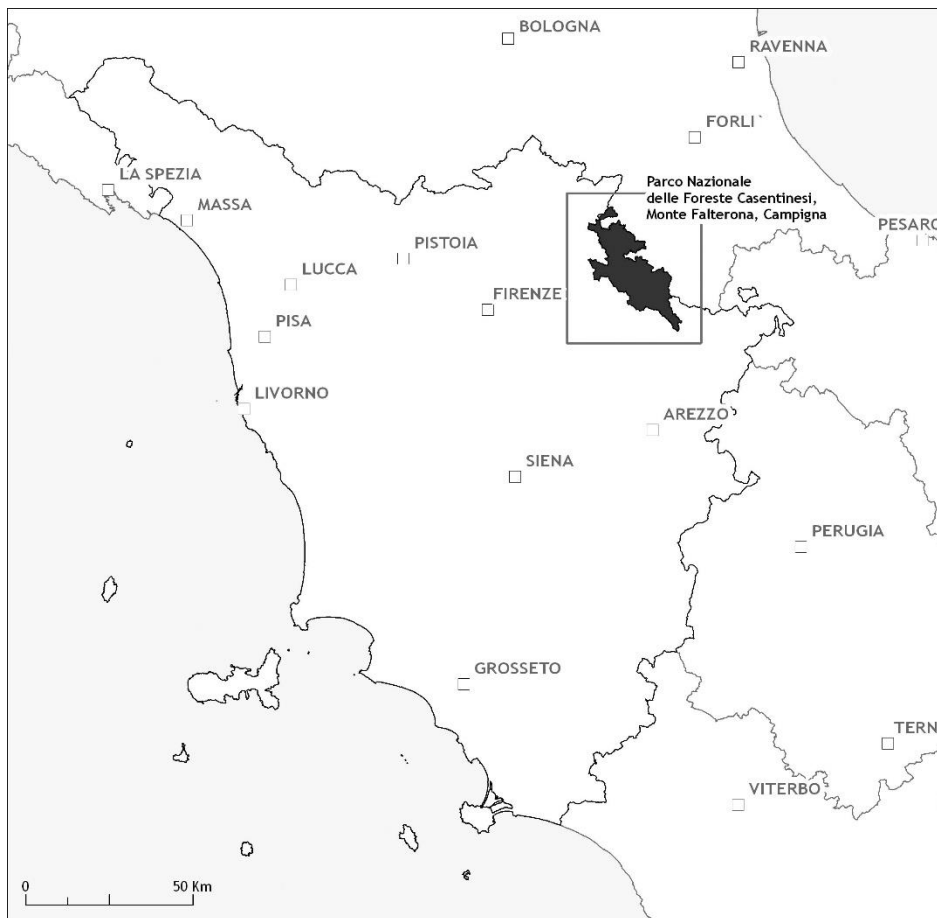 BOLOGNA
RAVENNA
FORLI`
LA SPEZIA
MASSA
Parco Nazionale
delle Foreste Casentinesi,
Monte Falterona, Campigna
PESARO
PISTOIA
LUCCA
FIRENZE
PISA
LIVORNO
AREZZO
SIENA
PERUGIA
GROSSETO
TERN
VITERBO
0 50 Km